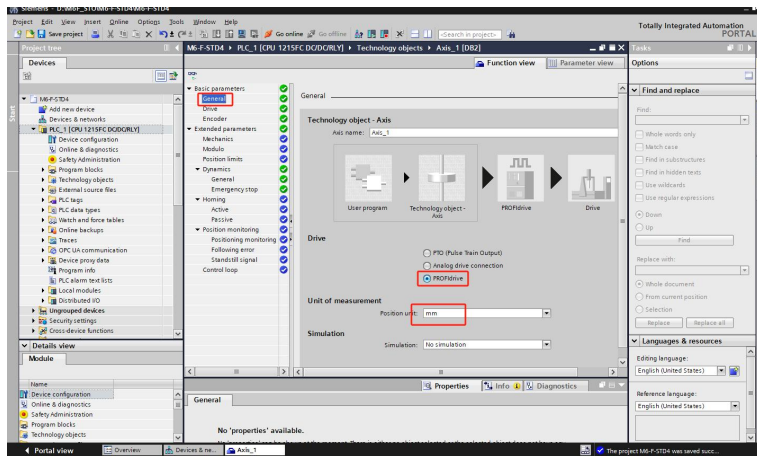 Siemens - D:\M6F_STO\M6-F-STD4\M6-F-STD4
Project Edit View Insert Online Options Tools Window Help
Totally Integrated Automation
PORTAL
Save project
Go online
Go offline
<Search in project>
Project tree
M6-F-STD4 ▸ PLC_1 [CPU 1215FC DC/DC/RLY] ▸ Technology objects ▸ Axis_1 [DB2]
Tasks
Devices
Function view
Parameter view
Options
Start
M6-F-STD4
Add new device
Devices & networks
PLC_1 [CPU 1215FC DC/DC/RLY]
Device configuration
Online & diagnostics
Safety Administration
Program blocks
Technology objects
External source files
PLC tags
PLC data types
Watch and force tables
Online backups
Traces
OPC UA communication
Device proxy data
Program info
PLC alarm text lists
Local modules
Distributed I/O
Ungrouped devices
Security settings
Cross-device functions
Details view
Module
Name
Device configuration
Online & diagnostics
Safety Administration
Program blocks
Technology objects
Basic parameters
General
Drive
Encoder
Extended parameters
Mechanics
Modulo
Position limits
Dynamics
General
Emergency stop
Homing
Active
Passive
Position monitoring
Positioning monitoring
Following error
Standstill signal
Control loop
General
Technology object - Axis
Axis name: Axis_1
User program
Technology object -
Axis
PROFIdrive
Drive
Drive
PTO (Pulse Train Output)
Analog drive connection
PROFIdrive
Unit of measurement
Position unit: mm
Simulation
Simulation: No simulation
Properties
Info
Diagnostics
General
No 'properties' available.
Find and replace
Find:
Whole words only
Match case
Find in substructures
Find in hidden texts
Use wildcards
Use regular expressions
Down
Up
Find
Replace with:
Whole document
From current position
Selection
Replace
Replace all
Languages & resources
Editing language:
English (United States)
Reference language:
English (United States)
Portal view
Overview
Devices & ne...
Axis_1
The project M6-F-STD4 was saved succ...